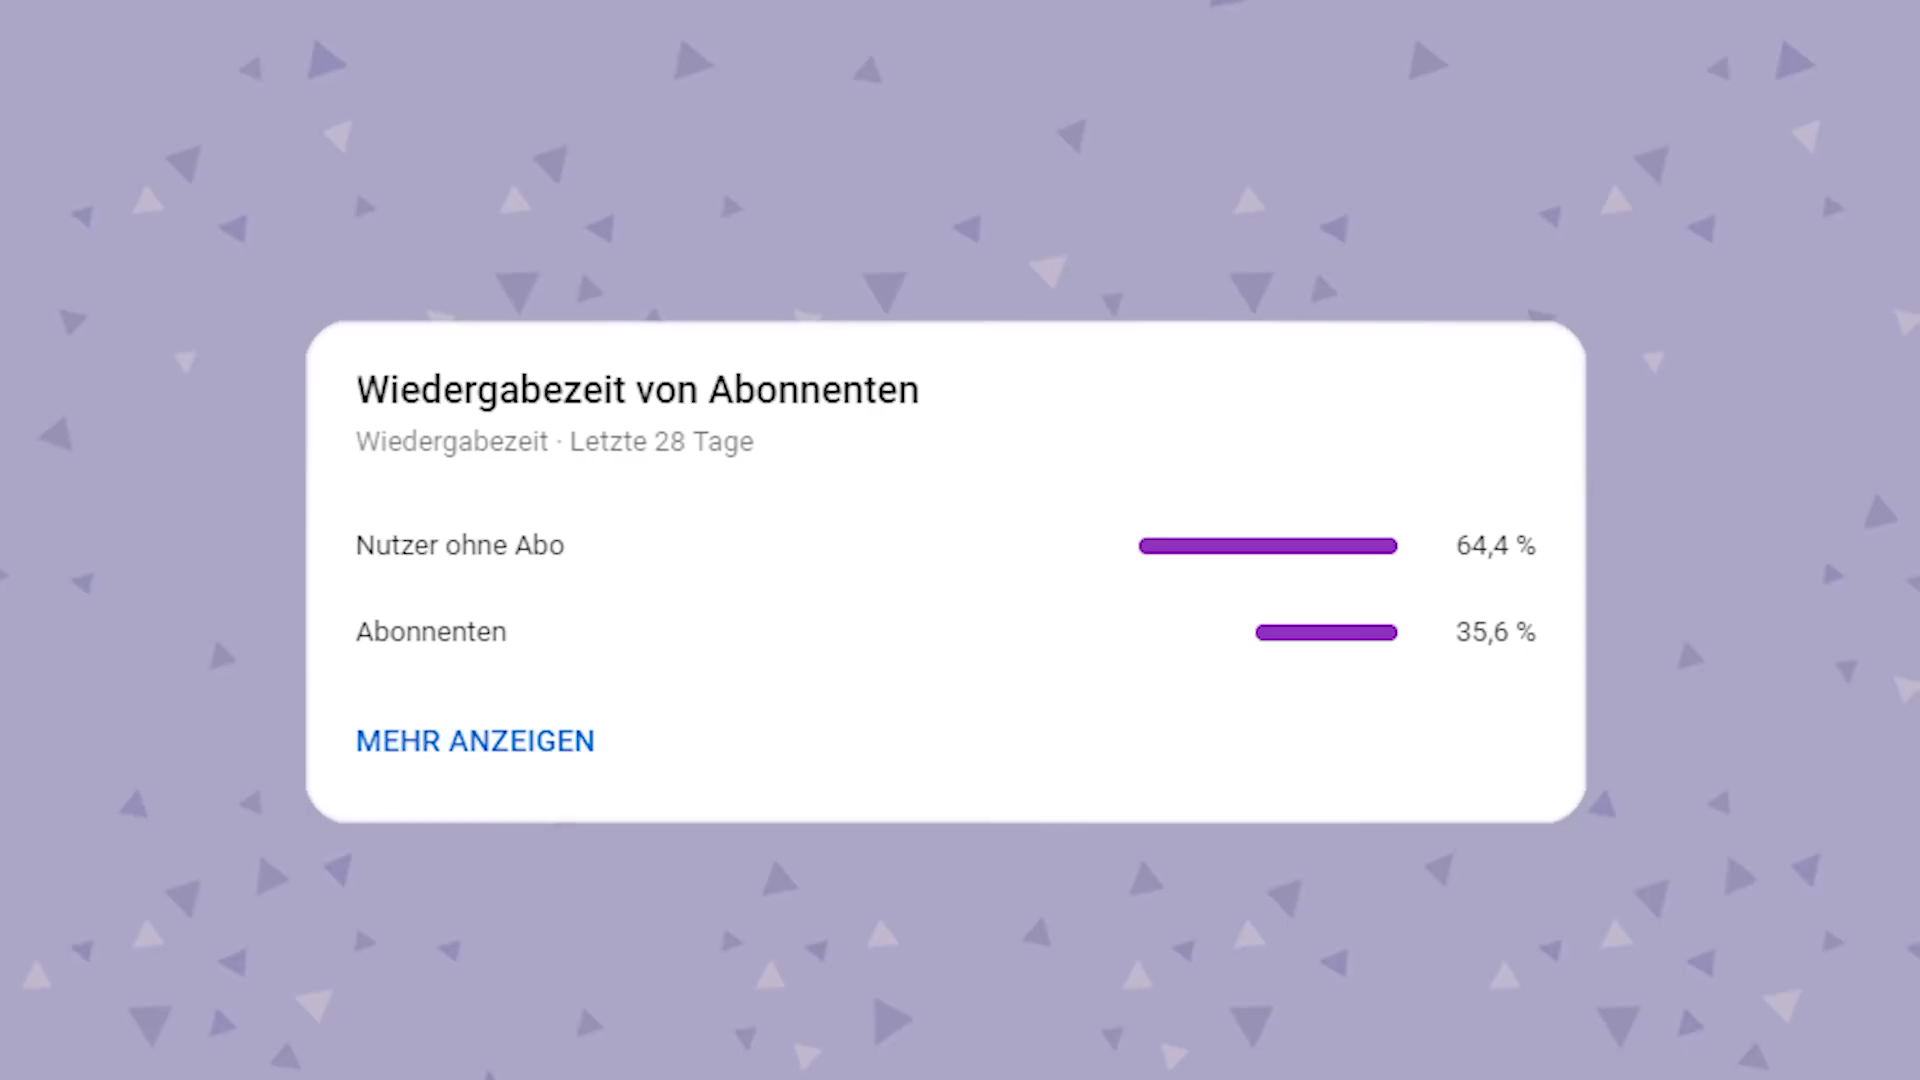 Wiedergabezeit von Abonnenten
Wiedergabezeit · Letzte 28 Tage
Nutzer ohne Abo 64,4 %
Abonnenten 35,6 %
MEHR ANZEIGEN